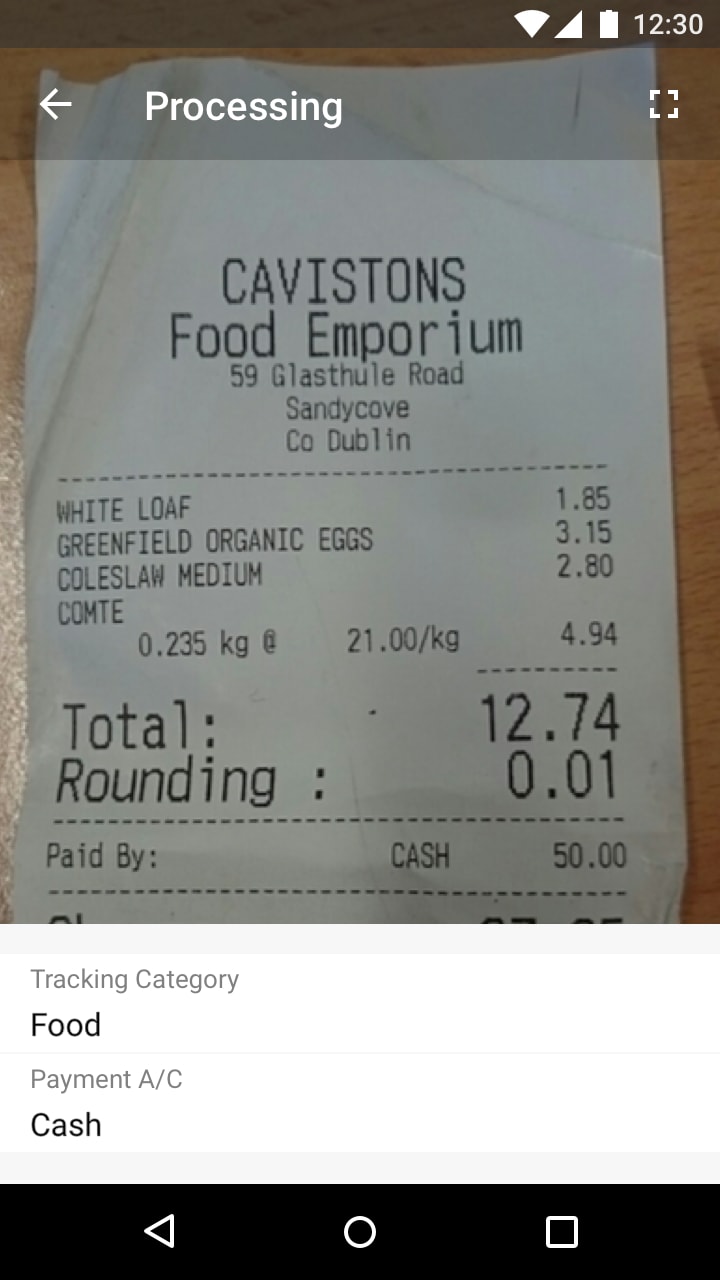 12:30
Processing
CAVISTONS
Food Emporium
59 Glasthule Road
Sandycove
Co Dublin
WHITE LOAF 1.85
GREENFIELD ORGANIC EGGS 3.15
COLESLAW MEDIUM 2.80
COMTE
0.235 kg @ 21.00/kg 4.94
Total: 12.74
Rounding : 0.01
Paid By: CASH 50.00
Tracking Category
Food
Payment A/C
Cash